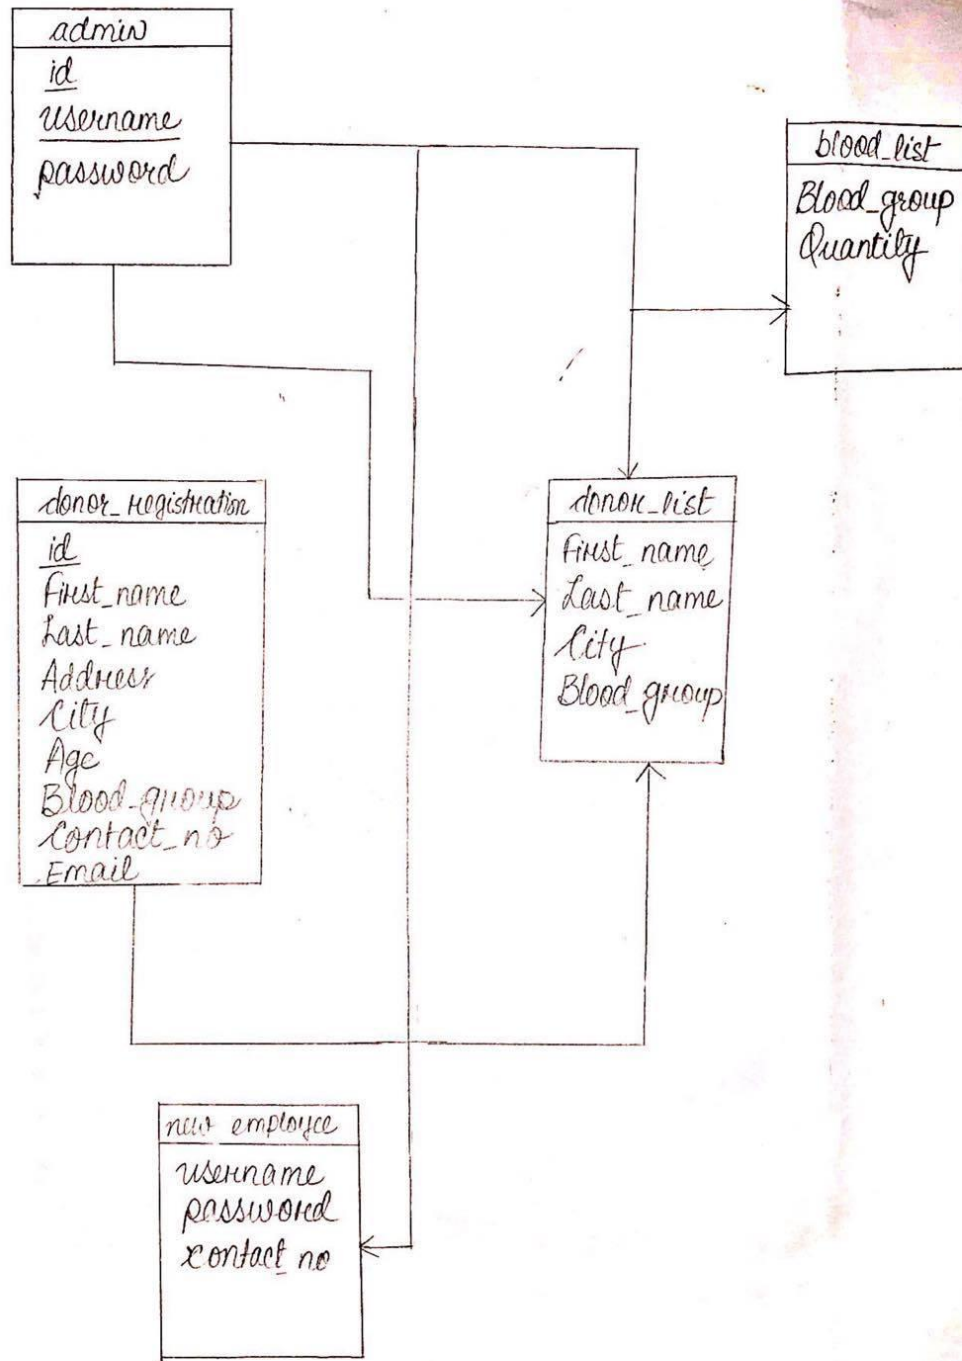 admin
id
username
password
blood_list
Blood_group
Quantity
donor_registration
id
First_name
Last_name
Address
City
Age
Blood_group
Contact_no
Email
donor_list
First_name
Last_name
City
Blood_group
new employee
username
password
contact_no